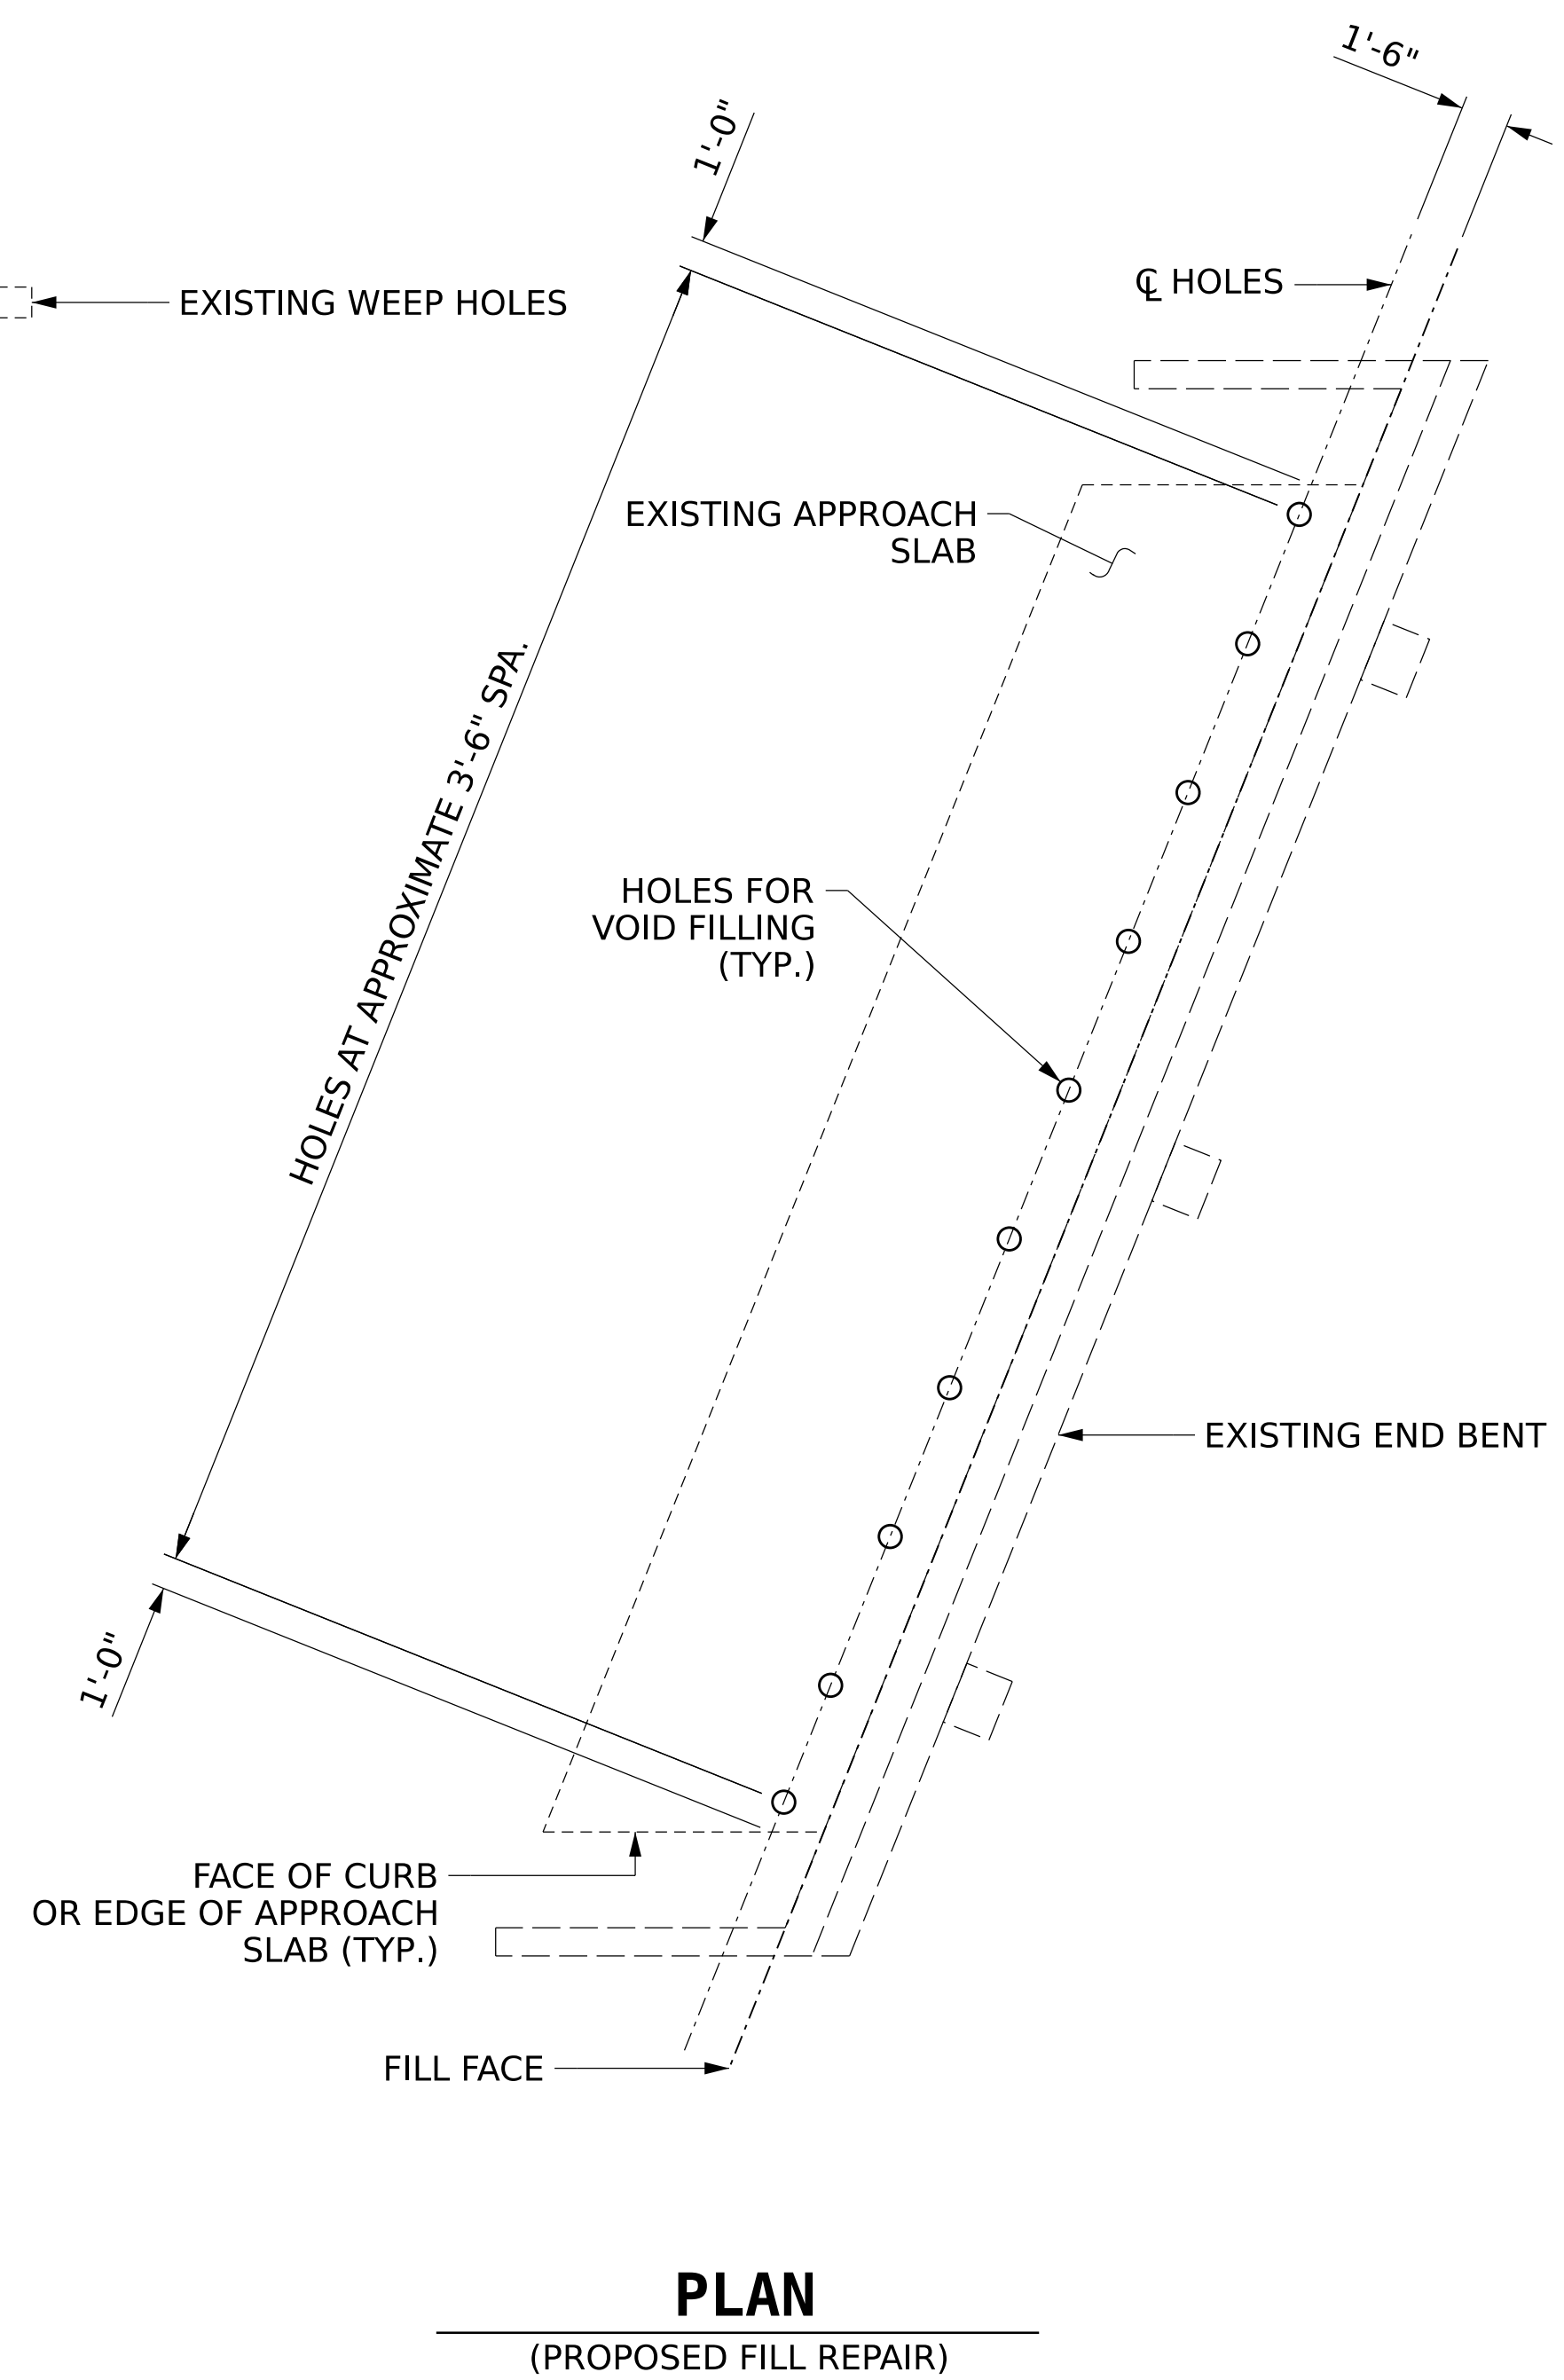 1'-6"
1'-0"
℄ HOLES
EXISTING WEEP HOLES
EXISTING APPROACH
SLAB
HOLES AT APPROXIMATE 3'-6" SPA.
HOLES FOR
VOID FILLING
(TYP.)
EXISTING END BENT
1'-0"
FACE OF CURB
OR EDGE OF APPROACH
SLAB (TYP.)
FILL FACE
PLAN
(PROPOSED FILL REPAIR)